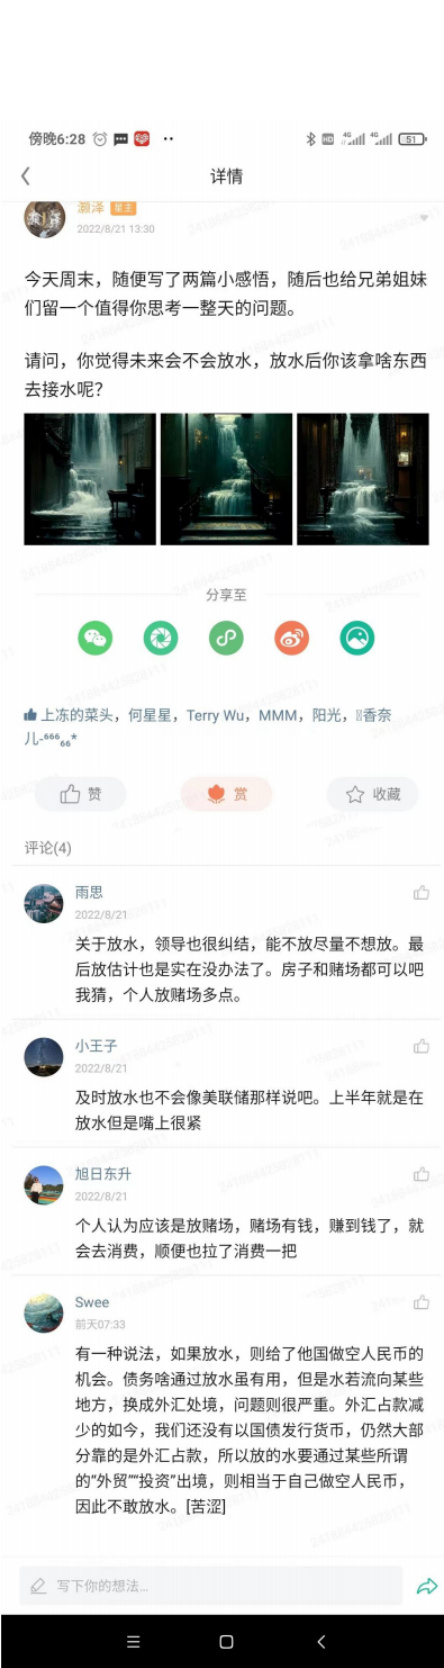 傍晚6:28
HD 4G 4G 51
详情
濒泽 星主
2022/8/21 13:30
今天周末，随便写了两篇小感悟，随后也给兄弟姐妹
们留一个值得你思考一整天的问题。
请问，你觉得未来会不会放水，放水后你该拿啥东西
去接水呢？
分享至
上冻的菜头，何星星，Terry Wu，MMM，阳光，香奈
儿-⁶⁶⁶₆₆*
赞
赏
收藏
评论(4)
雨思
2022/8/21
关于放水，领导也很纠结，能不放尽量不想放。最
后放估计也是实在没办法了。房子和赌场都可以吧
我猜，个人放赌场多点。
小王子
2022/8/21
及时放水也不会像美联储那样说吧。上半年就是在
放水但是嘴上很紧
旭日东升
2022/8/21
个人认为应该是放赌场，赌场有钱，赚到钱了，就
会去消费，顺便也拉了消费一把
Swee
前天07:33
有一种说法，如果放水，则给了他国做空人民币的
机会。债务啥通过放水虽有用，但是水若流向某些
地方，换成外汇处境，问题则很严重。外汇占款减
少的如今，我们还没有以国债发行货币，仍然大部
分靠的是外汇占款，所以放的水要通过某些所谓
的“外贸”“投资”出境，则相当于自己做空人民币，
因此不敢放水。[苦涩]
写下你的想法...